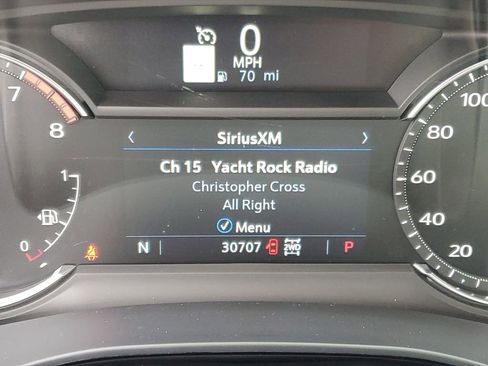 0
MPH
70 mi
7
8
1
0
< SiriusXM >
Ch 15 Yacht Rock Radio
Christopher Cross
All Right
Menu
N 30707 2WD P
100
80
60
40
20